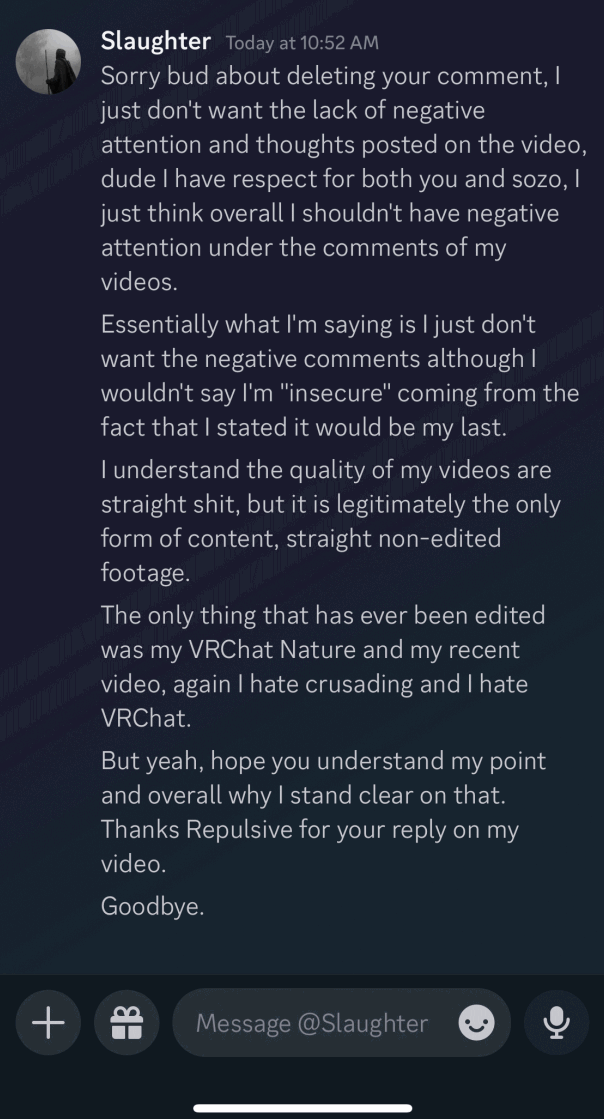 Slaughter Today at 10:52 AM
Sorry bud about deleting your comment, I
just don't want the lack of negative
attention and thoughts posted on the video,
dude I have respect for both you and sozo, I
just think overall I shouldn't have negative
attention under the comments of my
videos.
Essentially what I'm saying is I just don't
want the negative comments although I
wouldn't say I'm "insecure" coming from the
fact that I stated it would be my last.
I understand the quality of my videos are
straight shit, but it is legitimately the only
form of content, straight non-edited
footage.
The only thing that has ever been edited
was my VRChat Nature and my recent
video, again I hate crusading and I hate
VRChat.
But yeah, hope you understand my point
and overall why I stand clear on that.
Thanks Repulsive for your reply on my
video.
Goodbye.
Message @Slaughter